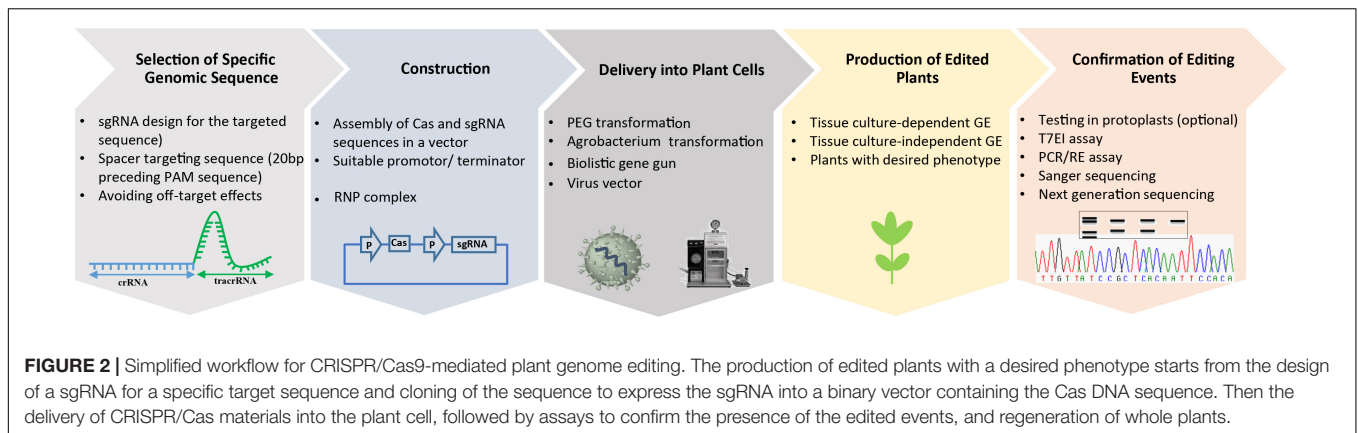 Selection of Specific
Genomic Sequence
• sgRNA design for the targeted
sequence)
• Spacer targeting sequence (20bp
preceding PAM sequence)
• Avoiding off-target effects
crRNA
tracrRNA
Construction
• Assembly of Cas and sgRNA
sequences in a vector
• Suitable promotor/ terminator
• RNP complex
P Cas P sgRNA
Delivery into Plant Cells
• PEG transformation
• Agrobacterium transformation
• Biolistic gene gun
• Virus vector
Production of Edited
Plants
• Tissue culture-dependent GE
• Tissue culture-independent GE
• Plants with desired phenotype
Confirmation of Editing
Events
• Testing in protoplasts (optional)
• T7EI assay
• PCR/RE assay
• Sanger sequencing
• Next generation sequencing
T T G T T A T C C G C T C A C A A T T C C A C A
FIGURE 2 | Simplified workflow for CRISPR/Cas9-mediated plant genome editing. The production of edited plants with a desired phenotype starts from the design
of a sgRNA for a specific target sequence and cloning of the sequence to express the sgRNA into a binary vector containing the Cas DNA sequence. Then the
delivery of CRISPR/Cas materials into the plant cell, followed by assays to confirm the presence of the edited events, and regeneration of whole plants.